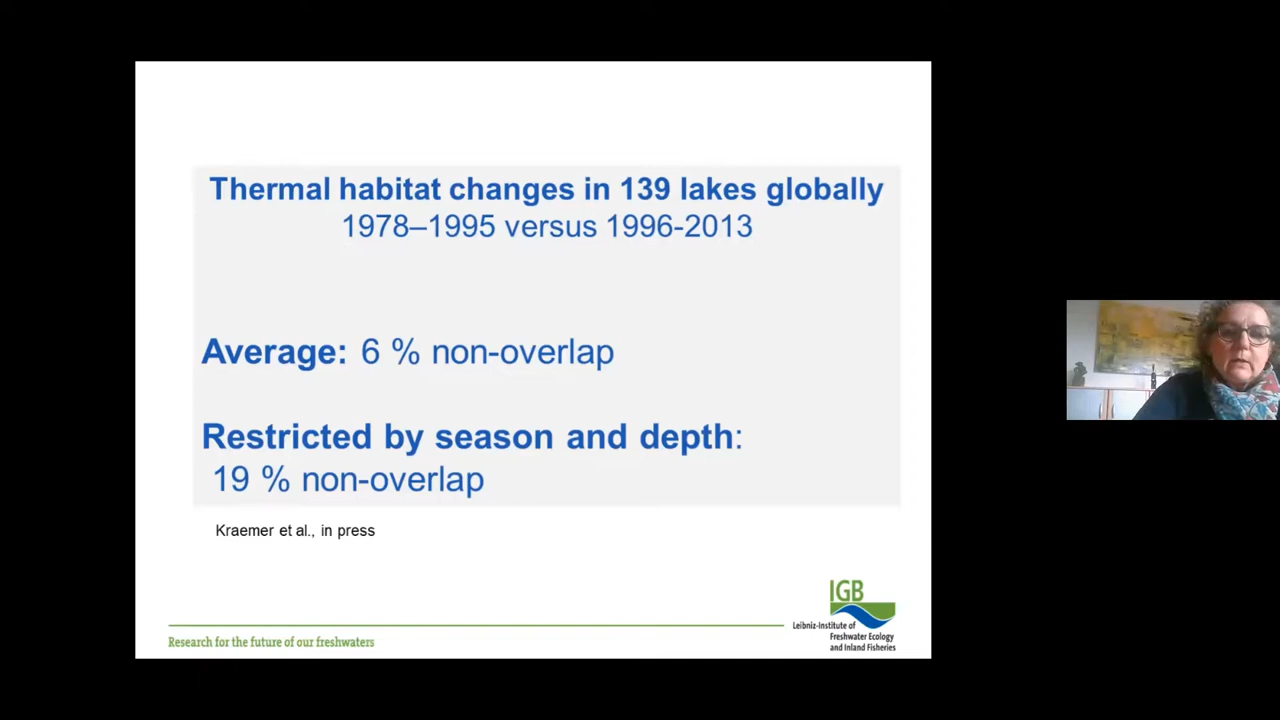 Thermal habitat changes in 139 lakes globally
1978–1995 versus 1996-2013
Average: 6 % non-overlap
Restricted by season and depth:
19 % non-overlap
Kraemer et al., in press
IGB
Leibniz-Institute of
Freshwater Ecology
and Inland Fisheries
Research for the future of our freshwaters